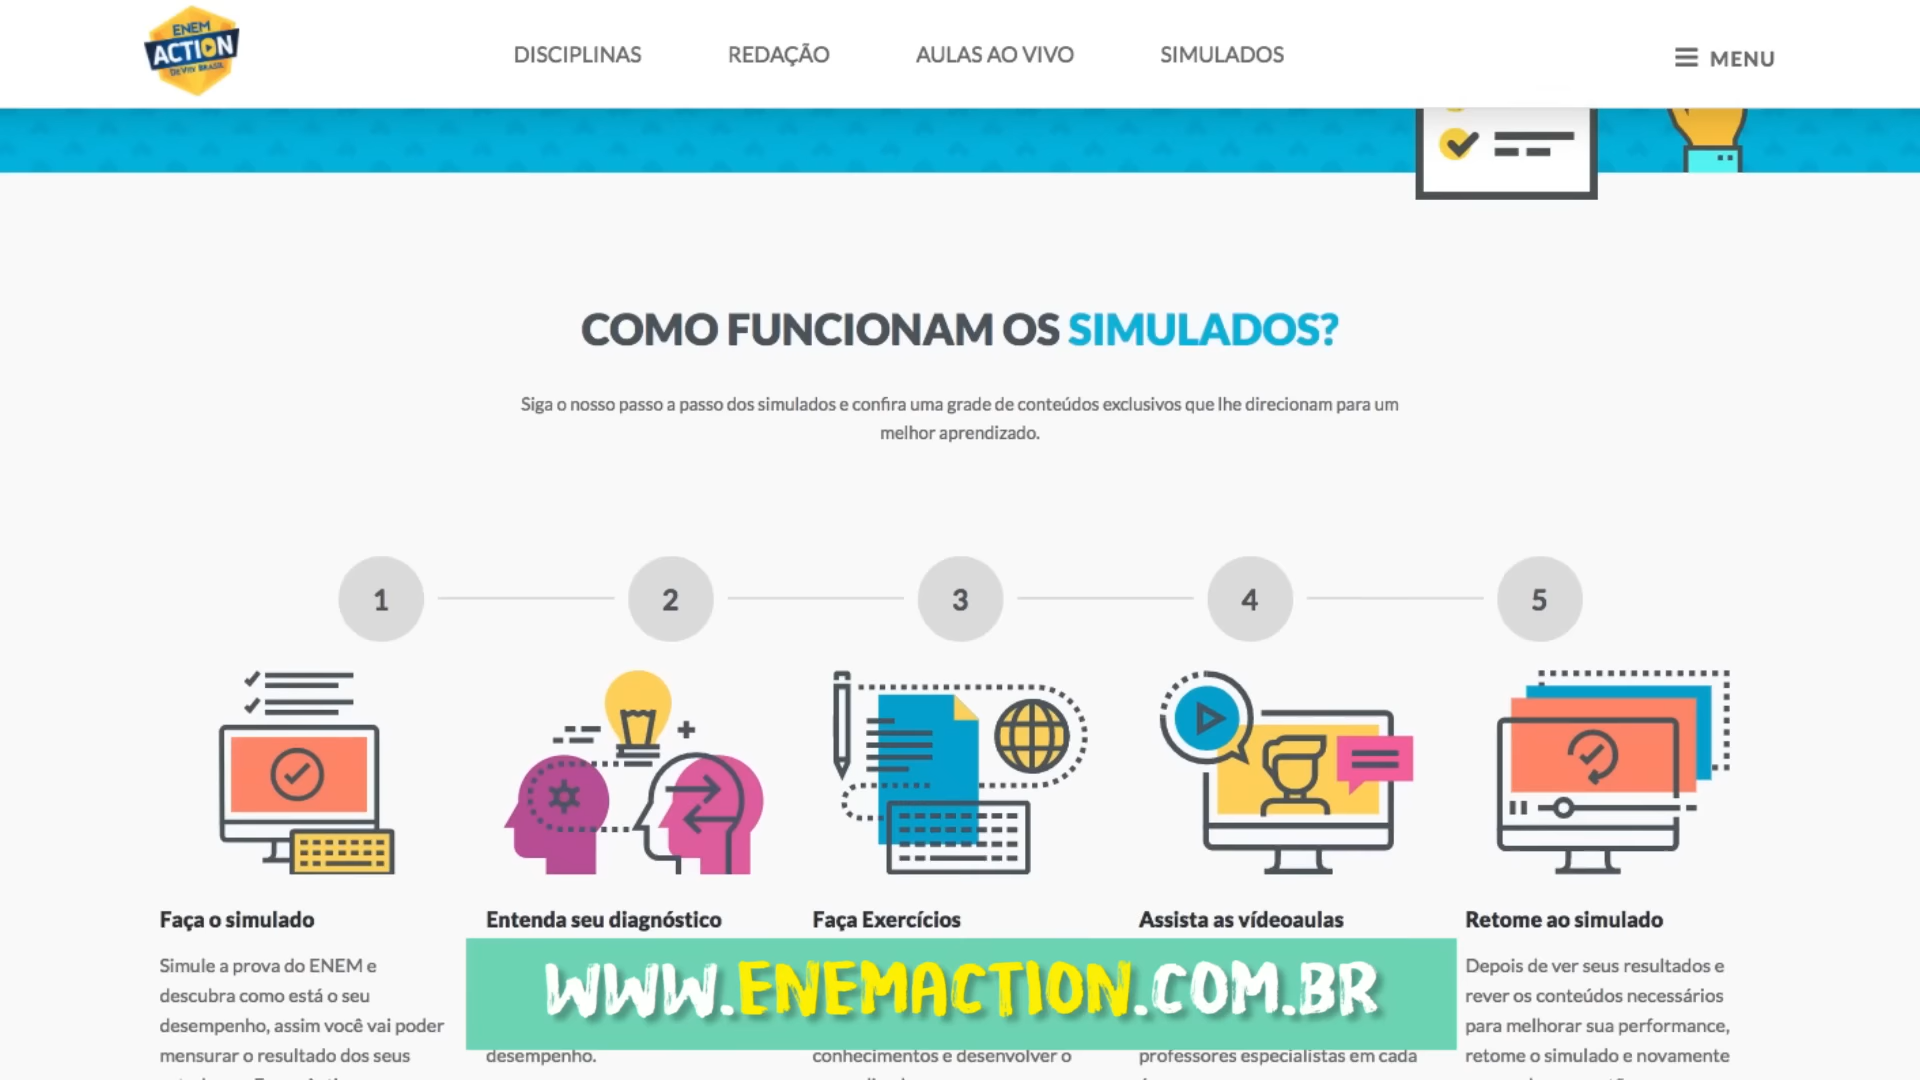 ENEM
ACTION
DeVry BRASIL
DISCIPLINAS
REDAÇÃO
AULAS AO VIVO
SIMULADOS
MENU
COMO FUNCIONAM OS SIMULADOS?
Siga o nosso passo a passo dos simulados e confira uma grade de conteúdos exclusivos que lhe direcionam para um
melhor aprendizado.
1
2
3
4
5
Faça o simulado
Simule a prova do ENEM e
descubra como está o seu
desempenho, assim você vai poder
mensurar o resultado dos seus
Entenda seu diagnóstico
desempenho.
Faça Exercícios
conhecimentos e desenvolver o
Assista as vídeoaulas
professores especialistas em cada
Retome ao simulado
Depois de ver seus resultados e
rever os conteúdos necessários
para melhorar sua performance,
retome o simulado e novamente
WWW.ENEMACTION.COM.BR